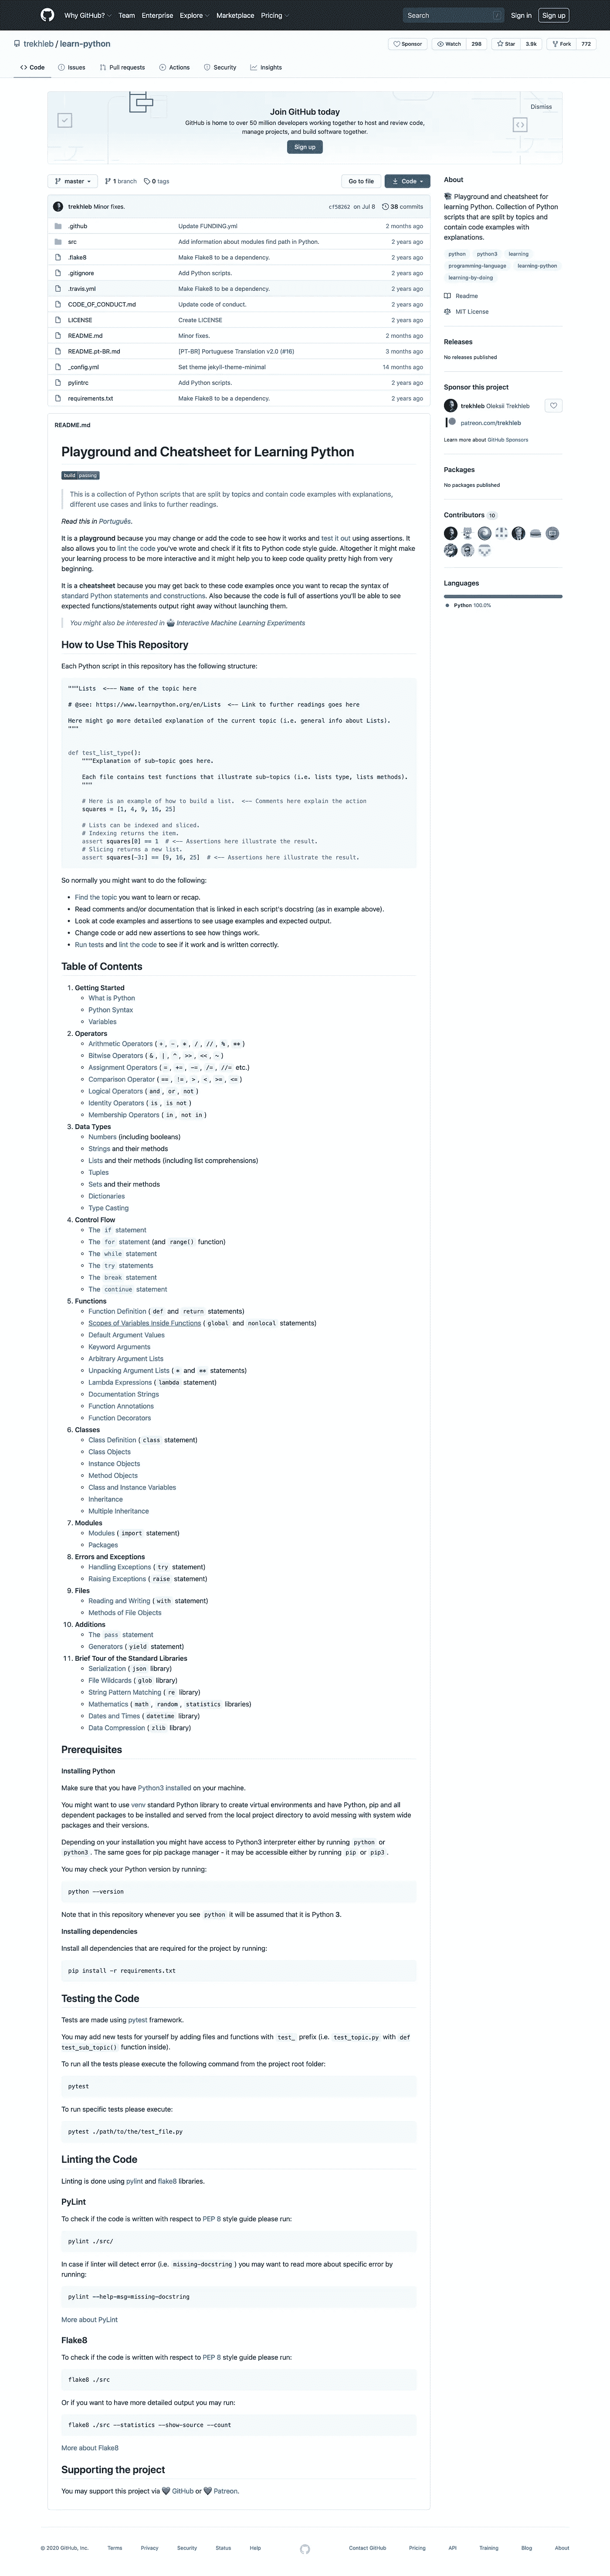 Why GitHub? Team Enterprise Explore Marketplace Pricing Search / Sign in Sign up
trekhleb / learn-python Sponsor Watch 298 Star 3.8k Fork 772
Code Issues Pull requests Actions Security Insights
Join GitHub today
Dismiss
GitHub is home to over 50 million developers working together to host and review code,
manage projects, and build software together.
Sign up
master 1 branch 0 tags Go to file Code
trekhleb Minor fixes. cf58262 on Jul 8 38 commits
.github Update FUNDING.yml 2 months ago
src Add information about modules find path in Python. 2 years ago
.flake8 Make Flake8 to be a dependency. 2 years ago
.gitignore Add Python scripts. 2 years ago
.travis.yml Make Flake8 to be a dependency. 2 years ago
CODE_OF_CONDUCT.md Update code of conduct. 2 years ago
LICENSE Create LICENSE 2 years ago
README.md Minor fixes. 2 months ago
README.pt-BR.md [PT-BR] Portuguese Translation v2.0 (#16) 3 months ago
_config.yml Set theme jekyll-theme-minimal 14 months ago
pylintrc Add Python scripts. 2 years ago
requirements.txt Make Flake8 to be a dependency. 2 years ago
About
Playground and cheatsheet for
learning Python. Collection of Python
scripts that are split by topics and
contain code examples with
explanations.
python python3 learning
programming-language learning-python
learning-by-doing
Readme
MIT License
Releases
No releases published
Sponsor this project
trekhleb Oleksii Trekhleb
patreon.com/trekhleb
Learn more about GitHub Sponsors
Packages
No packages published
Contributors 10
Languages
Python 100.0%
README.md
Playground and Cheatsheet for Learning Python
build passing
This is a collection of Python scripts that are split by topics and contain code examples with explanations,
different use cases and links to further readings.
Read this in Português.
It is a playground because you may change or add the code to see how it works and test it out using assertions. It
also allows you to lint the code you've wrote and check if it fits to Python code style guide. Altogether it might make
your learning process to be more interactive and it might help you to keep code quality pretty high from very
beginning.
It is a cheatsheet because you may get back to these code examples once you want to recap the syntax of
standard Python statements and constructions. Also because the code is full of assertions you'll be able to see
expected functions/statements output right away without launching them.
You might also be interested in Interactive Machine Learning Experiments
How to Use This Repository
Each Python script in this repository has the following structure:
"""Lists <--- Name of the topic here
# @see: https://www.learnpython.org/en/Lists <-- Link to further readings goes here
Here might go more detailed explanation of the current topic (i.e. general info about Lists).
"""
def test_list_type():
"""Explanation of sub-topic goes here.
Each file contain test functions that illustrate sub-topics (i.e. lists type, lists methods).
"""
# Here is an example of how to build a list. <-- Comments here explain the action
squares = [1, 4, 9, 16, 25]
# Lists can be indexed and sliced.
# Indexing returns the item.
assert squares[0] == 1 # <-- Assertions here illustrate the result.
# Slicing returns a new list.
assert squares[-3:] == [9, 16, 25] # <-- Assertions here illustrate the result.
So normally you might want to do the following:
• Find the topic you want to learn or recap.
• Read comments and/or documentation that is linked in each script's docstring (as in example above).
• Look at code examples and assertions to see usage examples and expected output.
• Change code or add new assertions to see how things work.
• Run tests and lint the code to see if it work and is written correctly.
Table of Contents
1. Getting Started
What is Python
Python Syntax
Variables
2. Operators
Arithmetic Operators ( + , - , * , / , // , % , ** )
Bitwise Operators ( & , | , ^ , >> , << , ~ )
Assignment Operators ( = , += , -= , /= , //= etc.)
Comparison Operator ( == , != , > , < , >= , <= )
Logical Operators ( and , or , not )
Identity Operators ( is , is not )
Membership Operators ( in , not in )
3. Data Types
Numbers (including booleans)
Strings and their methods
Lists and their methods (including list comprehensions)
Tuples
Sets and their methods
Dictionaries
Type Casting
4. Control Flow
The if statement
The for statement (and range() function)
The while statement
The try statements
The break statement
The continue statement
5. Functions
Function Definition ( def and return statements)
Scopes of Variables Inside Functions ( global and nonlocal statements)
Default Argument Values
Keyword Arguments
Arbitrary Argument Lists
Unpacking Argument Lists ( * and ** statements)
Lambda Expressions ( lambda statement)
Documentation Strings
Function Annotations
Function Decorators
6. Classes
Class Definition ( class statement)
Class Objects
Instance Objects
Method Objects
Class and Instance Variables
Inheritance
Multiple Inheritance
7. Modules
Modules ( import statement)
Packages
8. Errors and Exceptions
Handling Exceptions ( try statement)
Raising Exceptions ( raise statement)
9. Files
Reading and Writing ( with statement)
Methods of File Objects
10. Additions
The pass statement
Generators ( yield statement)
11. Brief Tour of the Standard Libraries
Serialization ( json library)
File Wildcards ( glob library)
String Pattern Matching ( re library)
Mathematics ( math , random , statistics libraries)
Dates and Times ( datetime library)
Data Compression ( zlib library)
Prerequisites
Installing Python
Make sure that you have Python3 installed on your machine.
You might want to use venv standard Python library to create virtual environments and have Python, pip and all
dependent packages to be installed and served from the local project directory to avoid messing with system wide
packages and their versions.
Depending on your installation you might have access to Python3 interpreter either by running python or
python3 . The same goes for pip package manager - it may be accessible either by running pip or pip3 .
You may check your Python version by running:
python --version
Note that in this repository whenever you see python it will be assumed that it is Python 3.
Installing dependencies
Install all dependencies that are required for the project by running:
pip install -r requirements.txt
Testing the Code
Tests are made using pytest framework.
You may add new tests for yourself by adding files and functions with test_ prefix (i.e. test_topic.py with def
test_sub_topic() function inside).
To run all the tests please execute the following command from the project root folder:
pytest
To run specific tests please execute:
pytest ./path/to/the/test_file.py
Linting the Code
Linting is done using pylint and flake8 libraries.
PyLint
To check if the code is written with respect to PEP 8 style guide please run:
pylint ./src/
In case if linter will detect error (i.e. missing-docstring ) you may want to read more about specific error by
running:
pylint --help-msg=missing-docstring
More about PyLint
Flake8
To check if the code is written with respect to PEP 8 style guide please run:
flake8 ./src
Or if you want to have more detailed output you may run:
flake8 ./src --statistics --show-source --count
More about Flake8
Supporting the project
You may support this project via GitHub or Patreon.
© 2020 GitHub, Inc. Terms Privacy Security Status Help Contact GitHub Pricing API Training Blog About